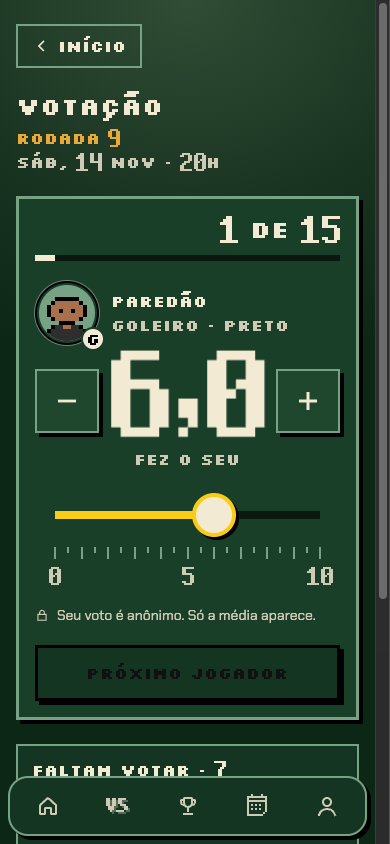 INÍCIO
VOTAÇÃO
RODADA 9
SÁB, 14 NOV · 20H
1 DE 15
PAREDÃO
G
GOLEIRO · PRETO
− 6,0 +
FEZ O SEU
0 5 10
Seu voto é anônimo. Só a média aparece.
PRÓXIMO JOGADOR
FALTAM VOTAR · 7
VS